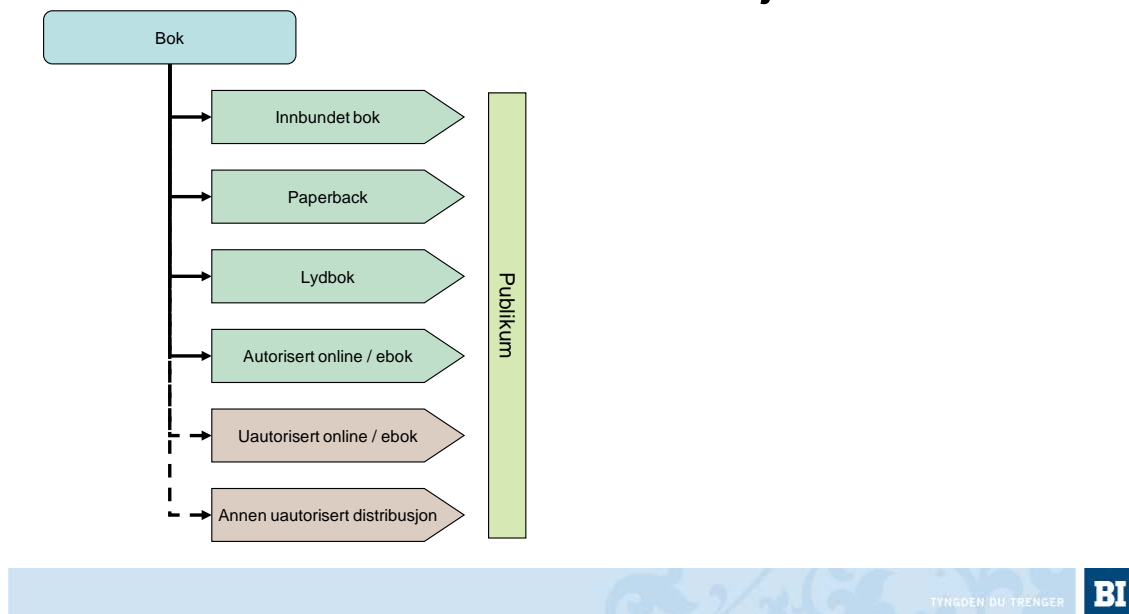 Bok
Innbundet bok
Paperback
Lydbok
Publikum
Autorisert online / ebok
Uautorisert online / ebok
Annen uautorisert distribusjon
TYNGDEN DU TRENGER
BI